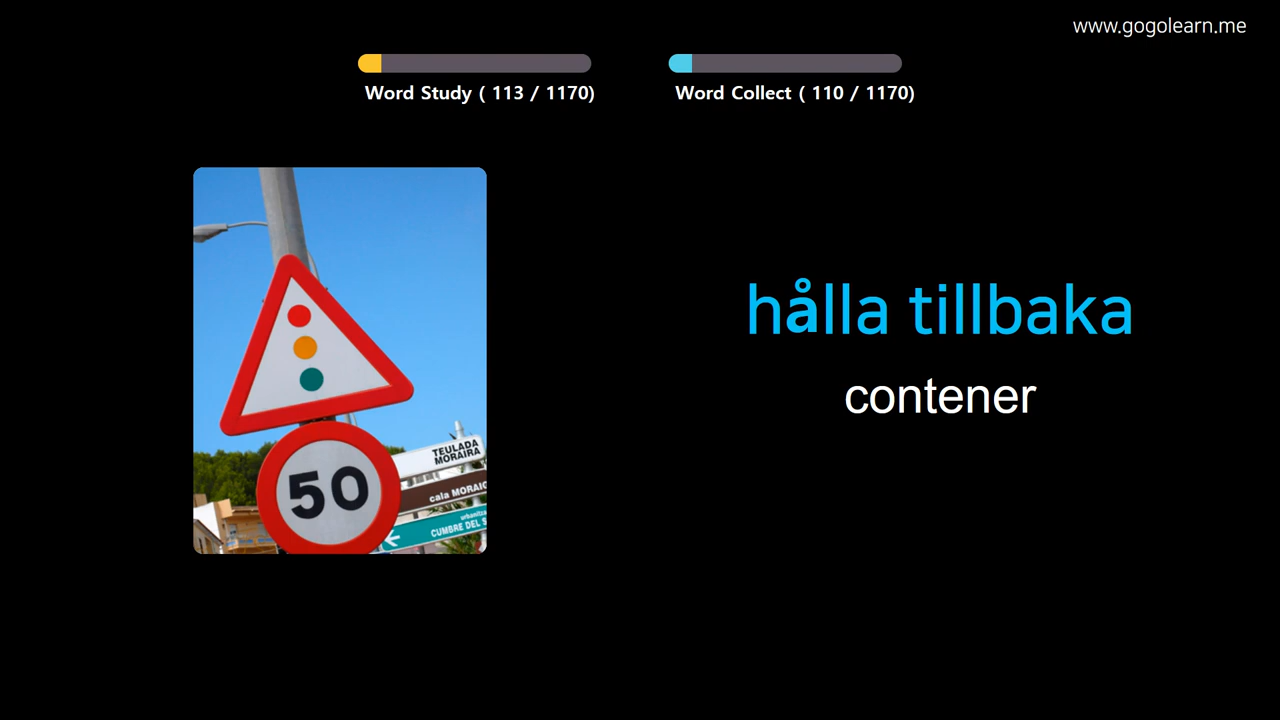 www.gogolearn.me
Word Study ( 113 / 1170)
Word Collect ( 110 / 1170)
hålla tillbaka
contener
50
TEULADA
MORAIRA
cala
CUMBRE DEL